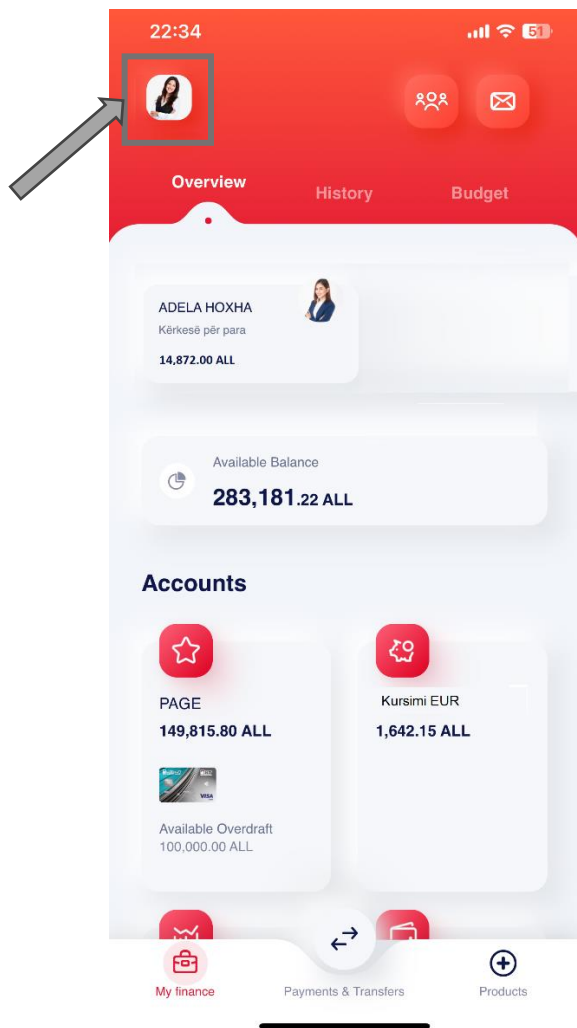 22:34
51
Overview
History
Budget
ADELA HOXHA
Kërkesë për para
14,872.00 ALL
Available Balance
283,181.22 ALL
Accounts
PAGE
149,815.80 ALL
Kursimi EUR
1,642.15 ALL
VISA
Available Overdraft
100,000.00 ALL
My finance
Payments & Transfers
Products